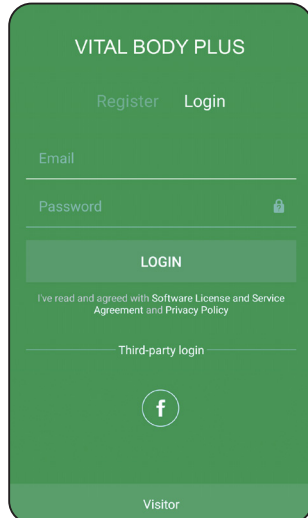 VITAL BODY PLUS
Register Login
Email
Password
LOGIN
I've read and agreed with Software License and Service
Agreement and Privacy Policy
Third-party login
f
Visitor